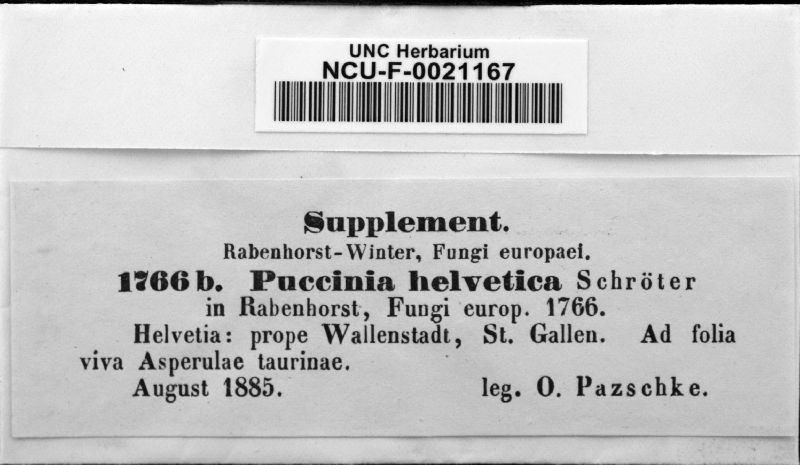 UNC Herbarium
NCU-F-0021167
Supplement.
Rabenhorst-Winter, Fungi europaei.
1766 b. Puccinia helvetica Schröter
in Rabenhorst, Fungi europ. 1766.
Helvetia: prope Wallenstadt, St. Gallen. Ad folia
viva Asperulae taurinae.
August 1885. leg. O. Pazschke.